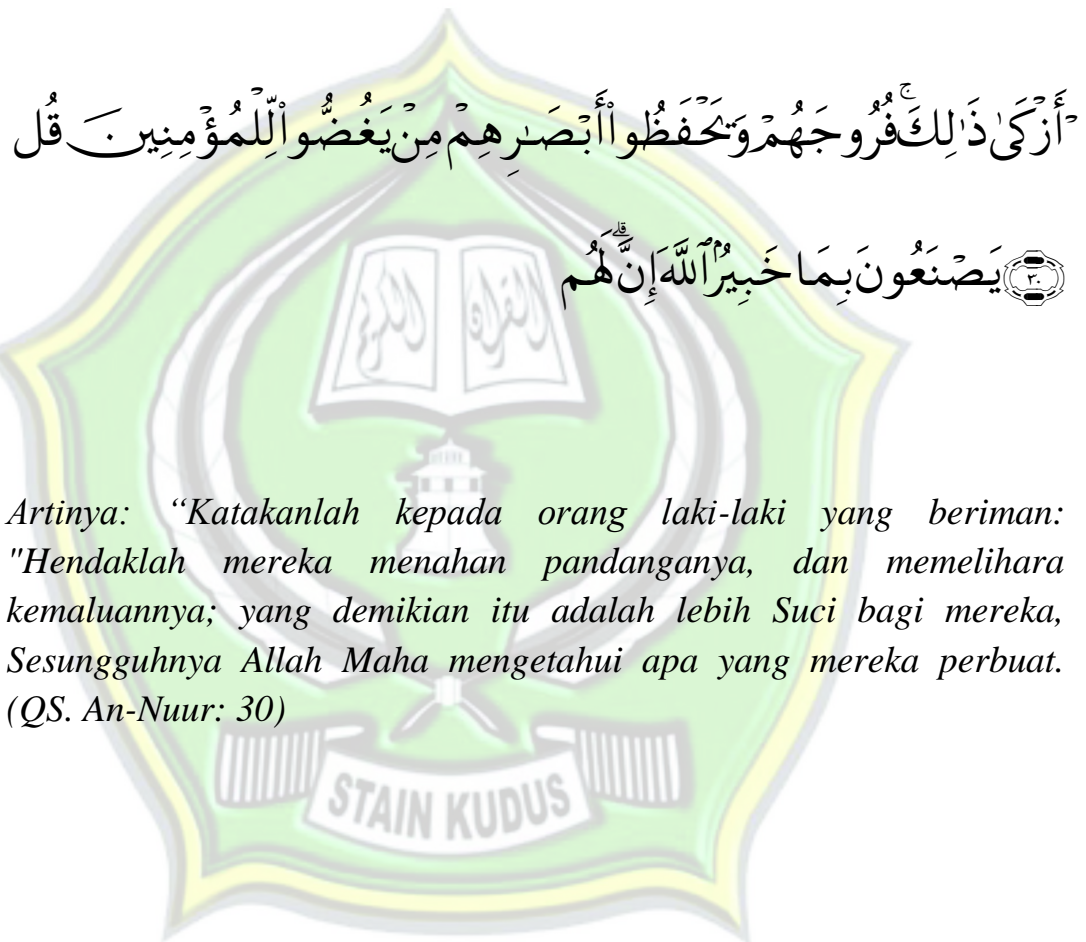 قُل لِّلْمُؤْمِنِينَ يَغُضُّوا۟ مِنْ أَبْصَـٰرِهِمْ وَيَحْفَظُوا۟ فُرُوجَهُمْ ۚ ذَٰلِكَ أَزْكَىٰ
٣٠ يَصْنَعُونَ بِمَا خَبِيرٌۢ ٱللَّهَ إِنَّ ۗ لَهُمْ
القرآن الكريم
Artinya: “Katakanlah kepada orang laki-laki yang beriman:
"Hendaklah mereka menahan pandanganya, dan memelihara
kemaluannya; yang demikian itu adalah lebih Suci bagi mereka,
Sesungguhnya Allah Maha mengetahui apa yang mereka perbuat.
(QS. An-Nuur: 30)
STAIN KUDUS